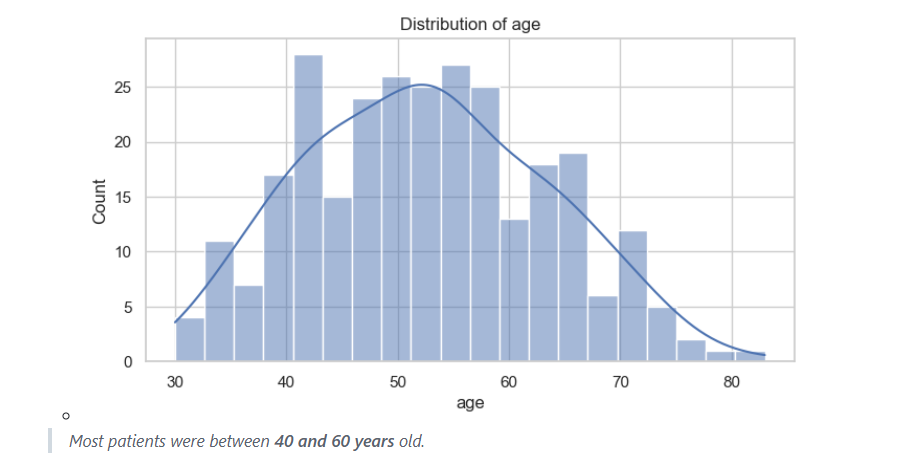 Distribution of age
Count
25
20
15
10
5
0
30 40 50 60 70 80
age
Most patients were between 40 and 60 years old.